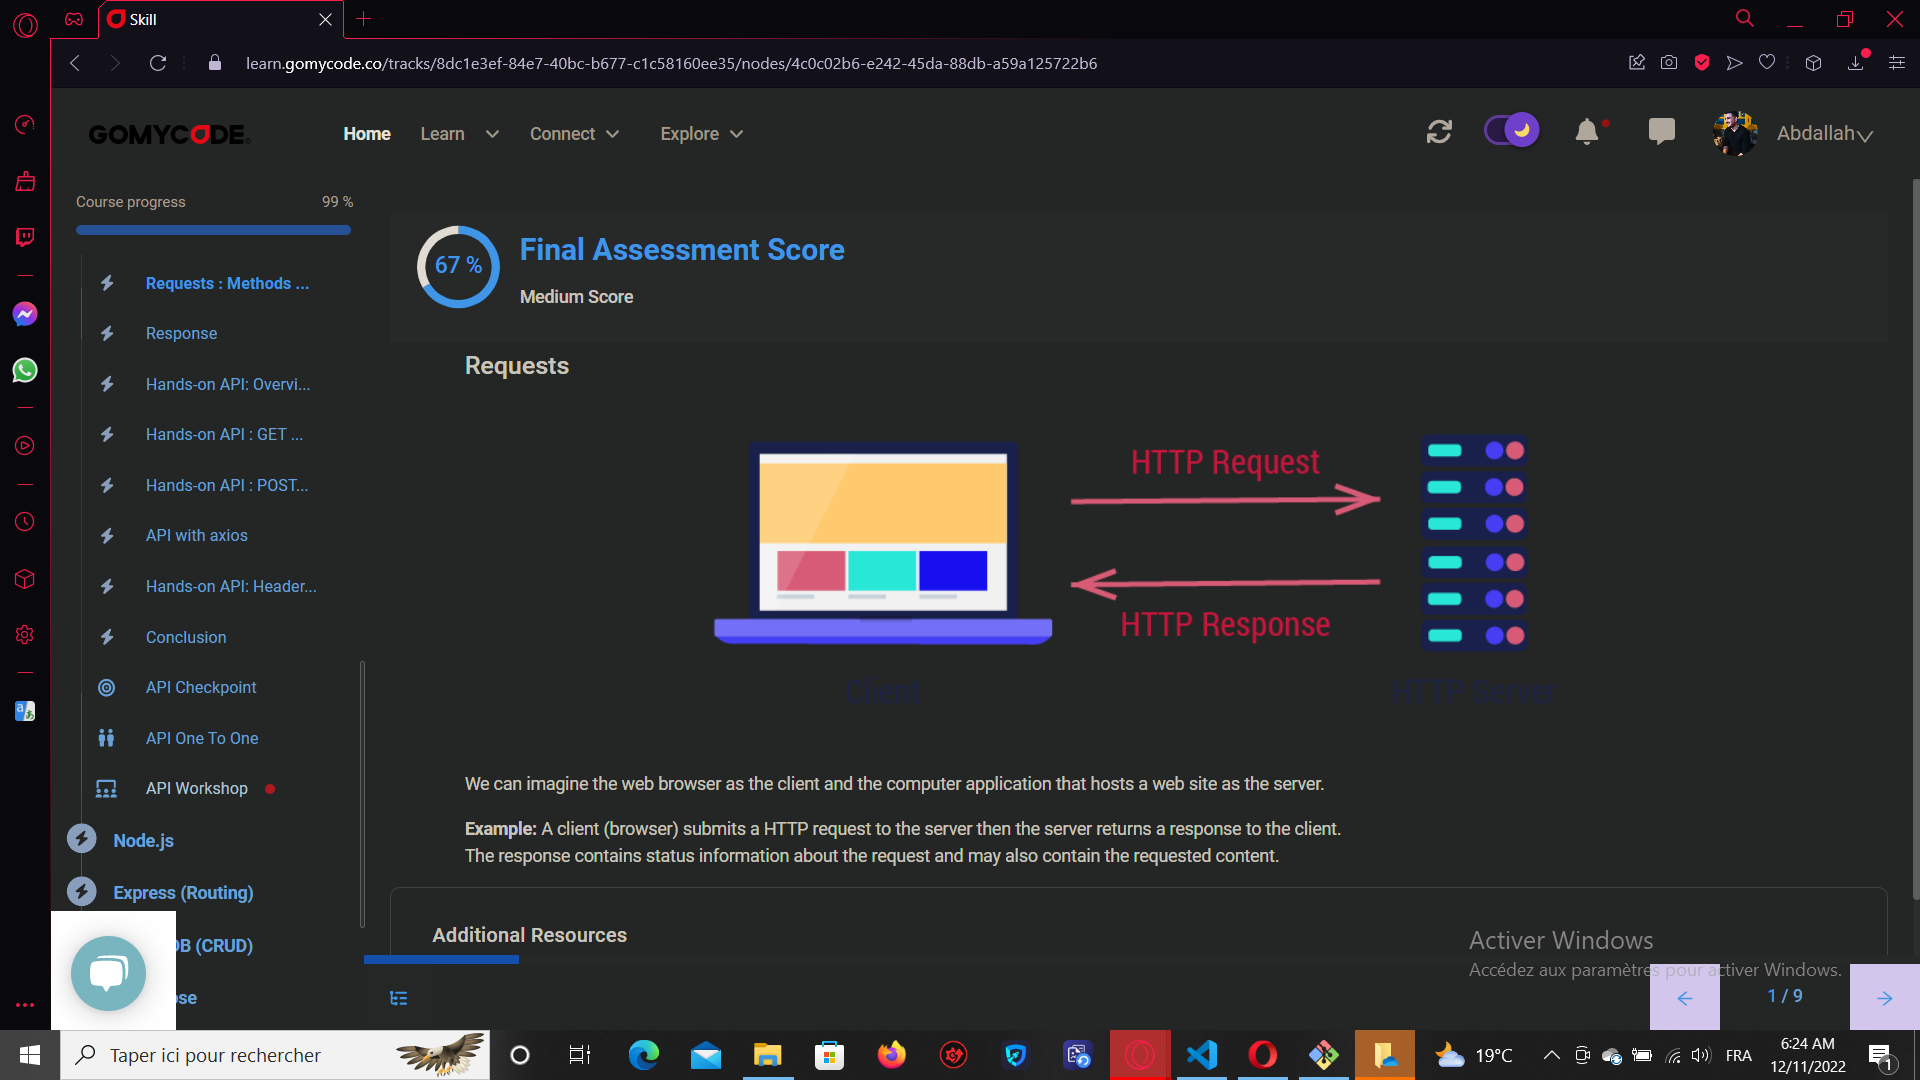 Skill
learn.gomycode.co/tracks/8dc1e3ef-84e7-40bc-b677-c1c58160ee35/nodes/4c0c02b6-e242-45da-88db-a59a125722b6
GOMYCODE
Home
Learn
Connect
Explore
Abdallah
Course progress
99 %
Requests : Methods ...
Response
Hands-on API: Overvi...
Hands-on API : GET ...
Hands-on API : POST...
API with axios
Hands-on API: Header...
Conclusion
API Checkpoint
API One To One
API Workshop
Node.js
Express (Routing)
DB (CRUD)
ose
67 %
Final Assessment Score
Medium Score
Requests
HTTP Request
HTTP Response
Client
HTTP Server
We can imagine the web browser as the client and the computer application that hosts a web site as the server.
Example: A client (browser) submits a HTTP request to the server then the server returns a response to the client.
The response contains status information about the request and may also contain the requested content.
Additional Resources
Activer Windows
Accédez aux paramètres pour activer Windows.
1 / 9
Taper ici pour rechercher
19°C
FRA
6:24 AM
12/11/2022
1